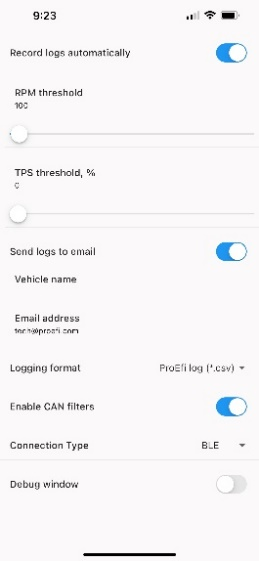 9:23
Record logs automatically
RPM threshold
100
TPS threshold, %
0
Send logs to email
Vehicle name
Email address
tech@proefi.com
Logging format ProEfi log (*.csv)
Enable CAN filters
Connection Type BLE
Debug window